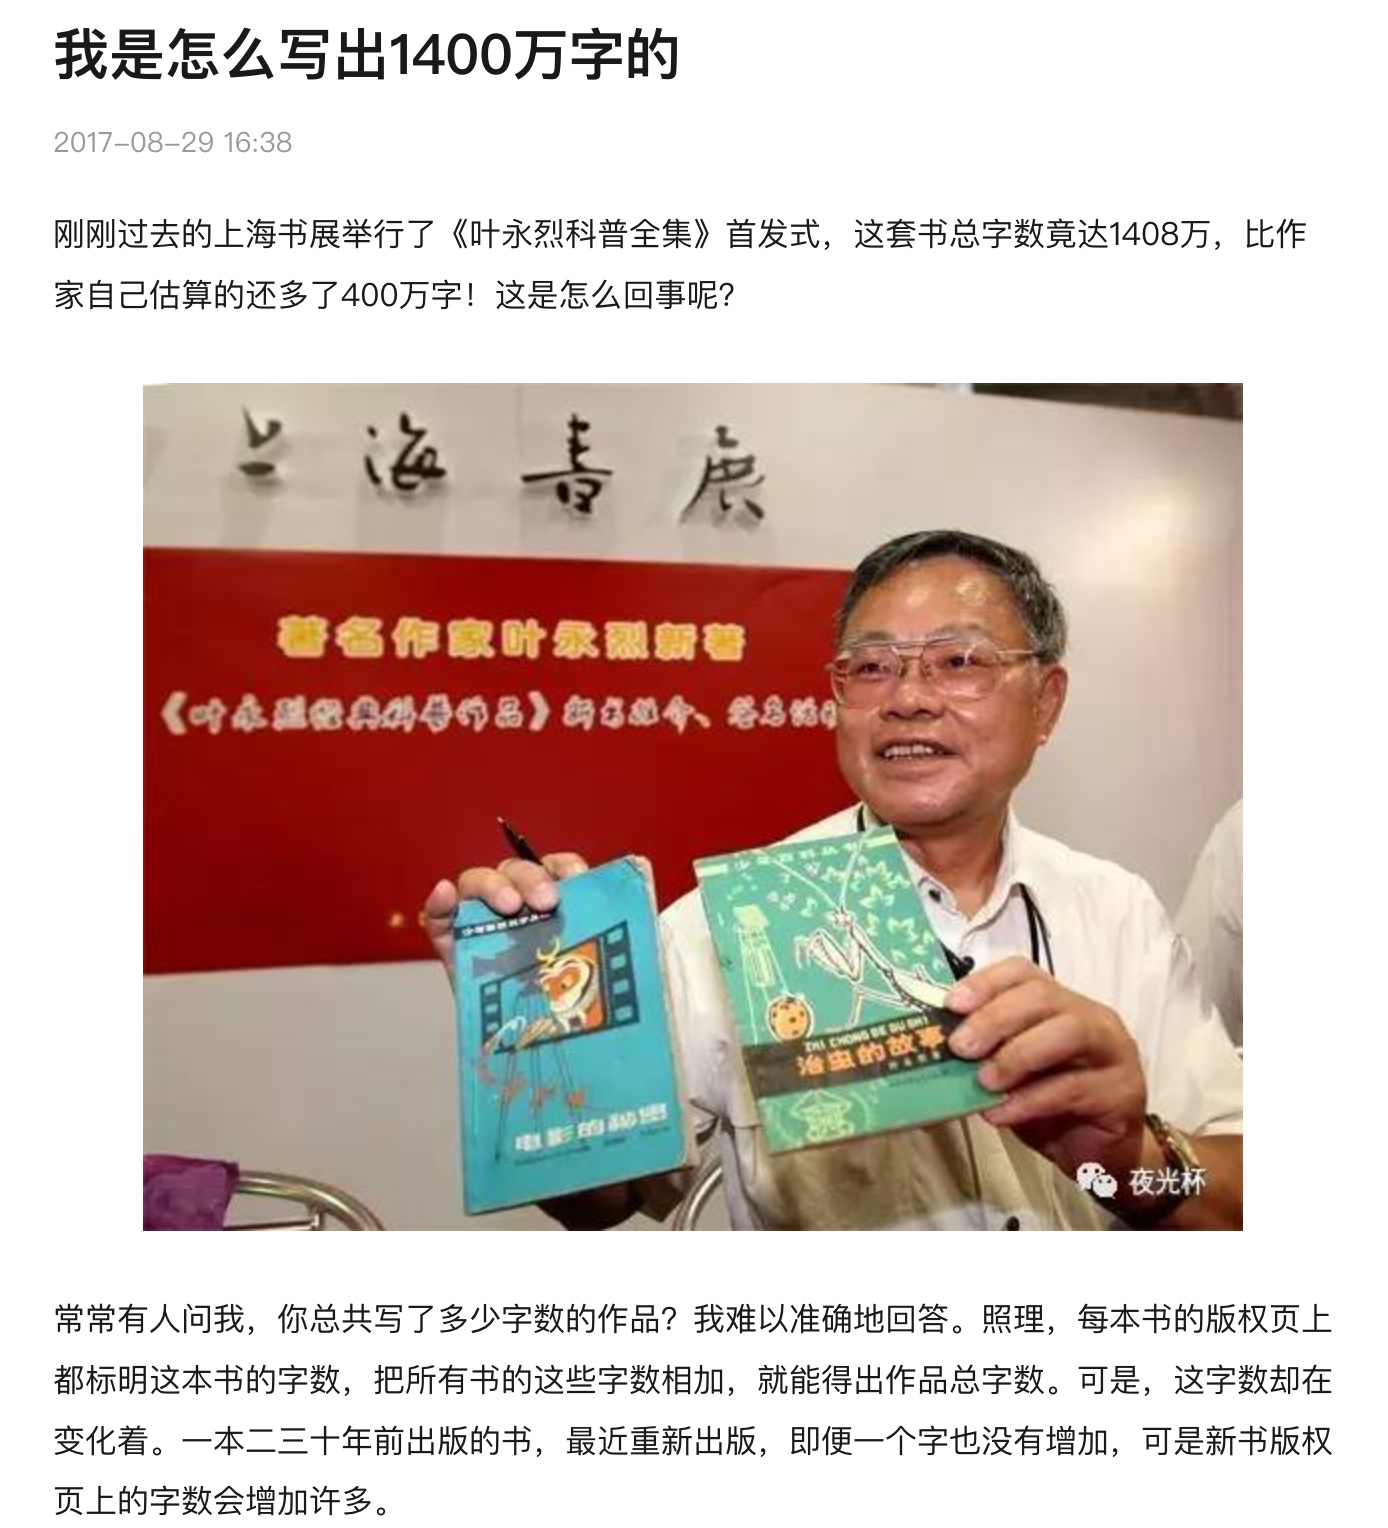 我是怎么写出1400万字的
2017-08-29 16:38
刚刚过去的上海书展举行了《叶永烈科普全集》首发式，这套书总字数竟达1408万，比作
家自己估算的还多了400万字！这是怎么回事呢？
上海書展
著名作家叶永烈新著
《叶永烈经典科普作品》新书推介、签名活
少年百科丛书
ZHI CHONG DE GU SHI
治虫的故事
电影的秘密
夜光杯
常常有人问我，你总共写了多少字数的作品？我难以准确地回答。照理，每本书的版权页上
都标明这本书的字数，把所有书的这些字数相加，就能得出作品总字数。可是，这字数却在
变化着。一本二三十年前出版的书，最近重新出版，即便一个字也没有增加，可是新书版权
页上的字数会增加许多。